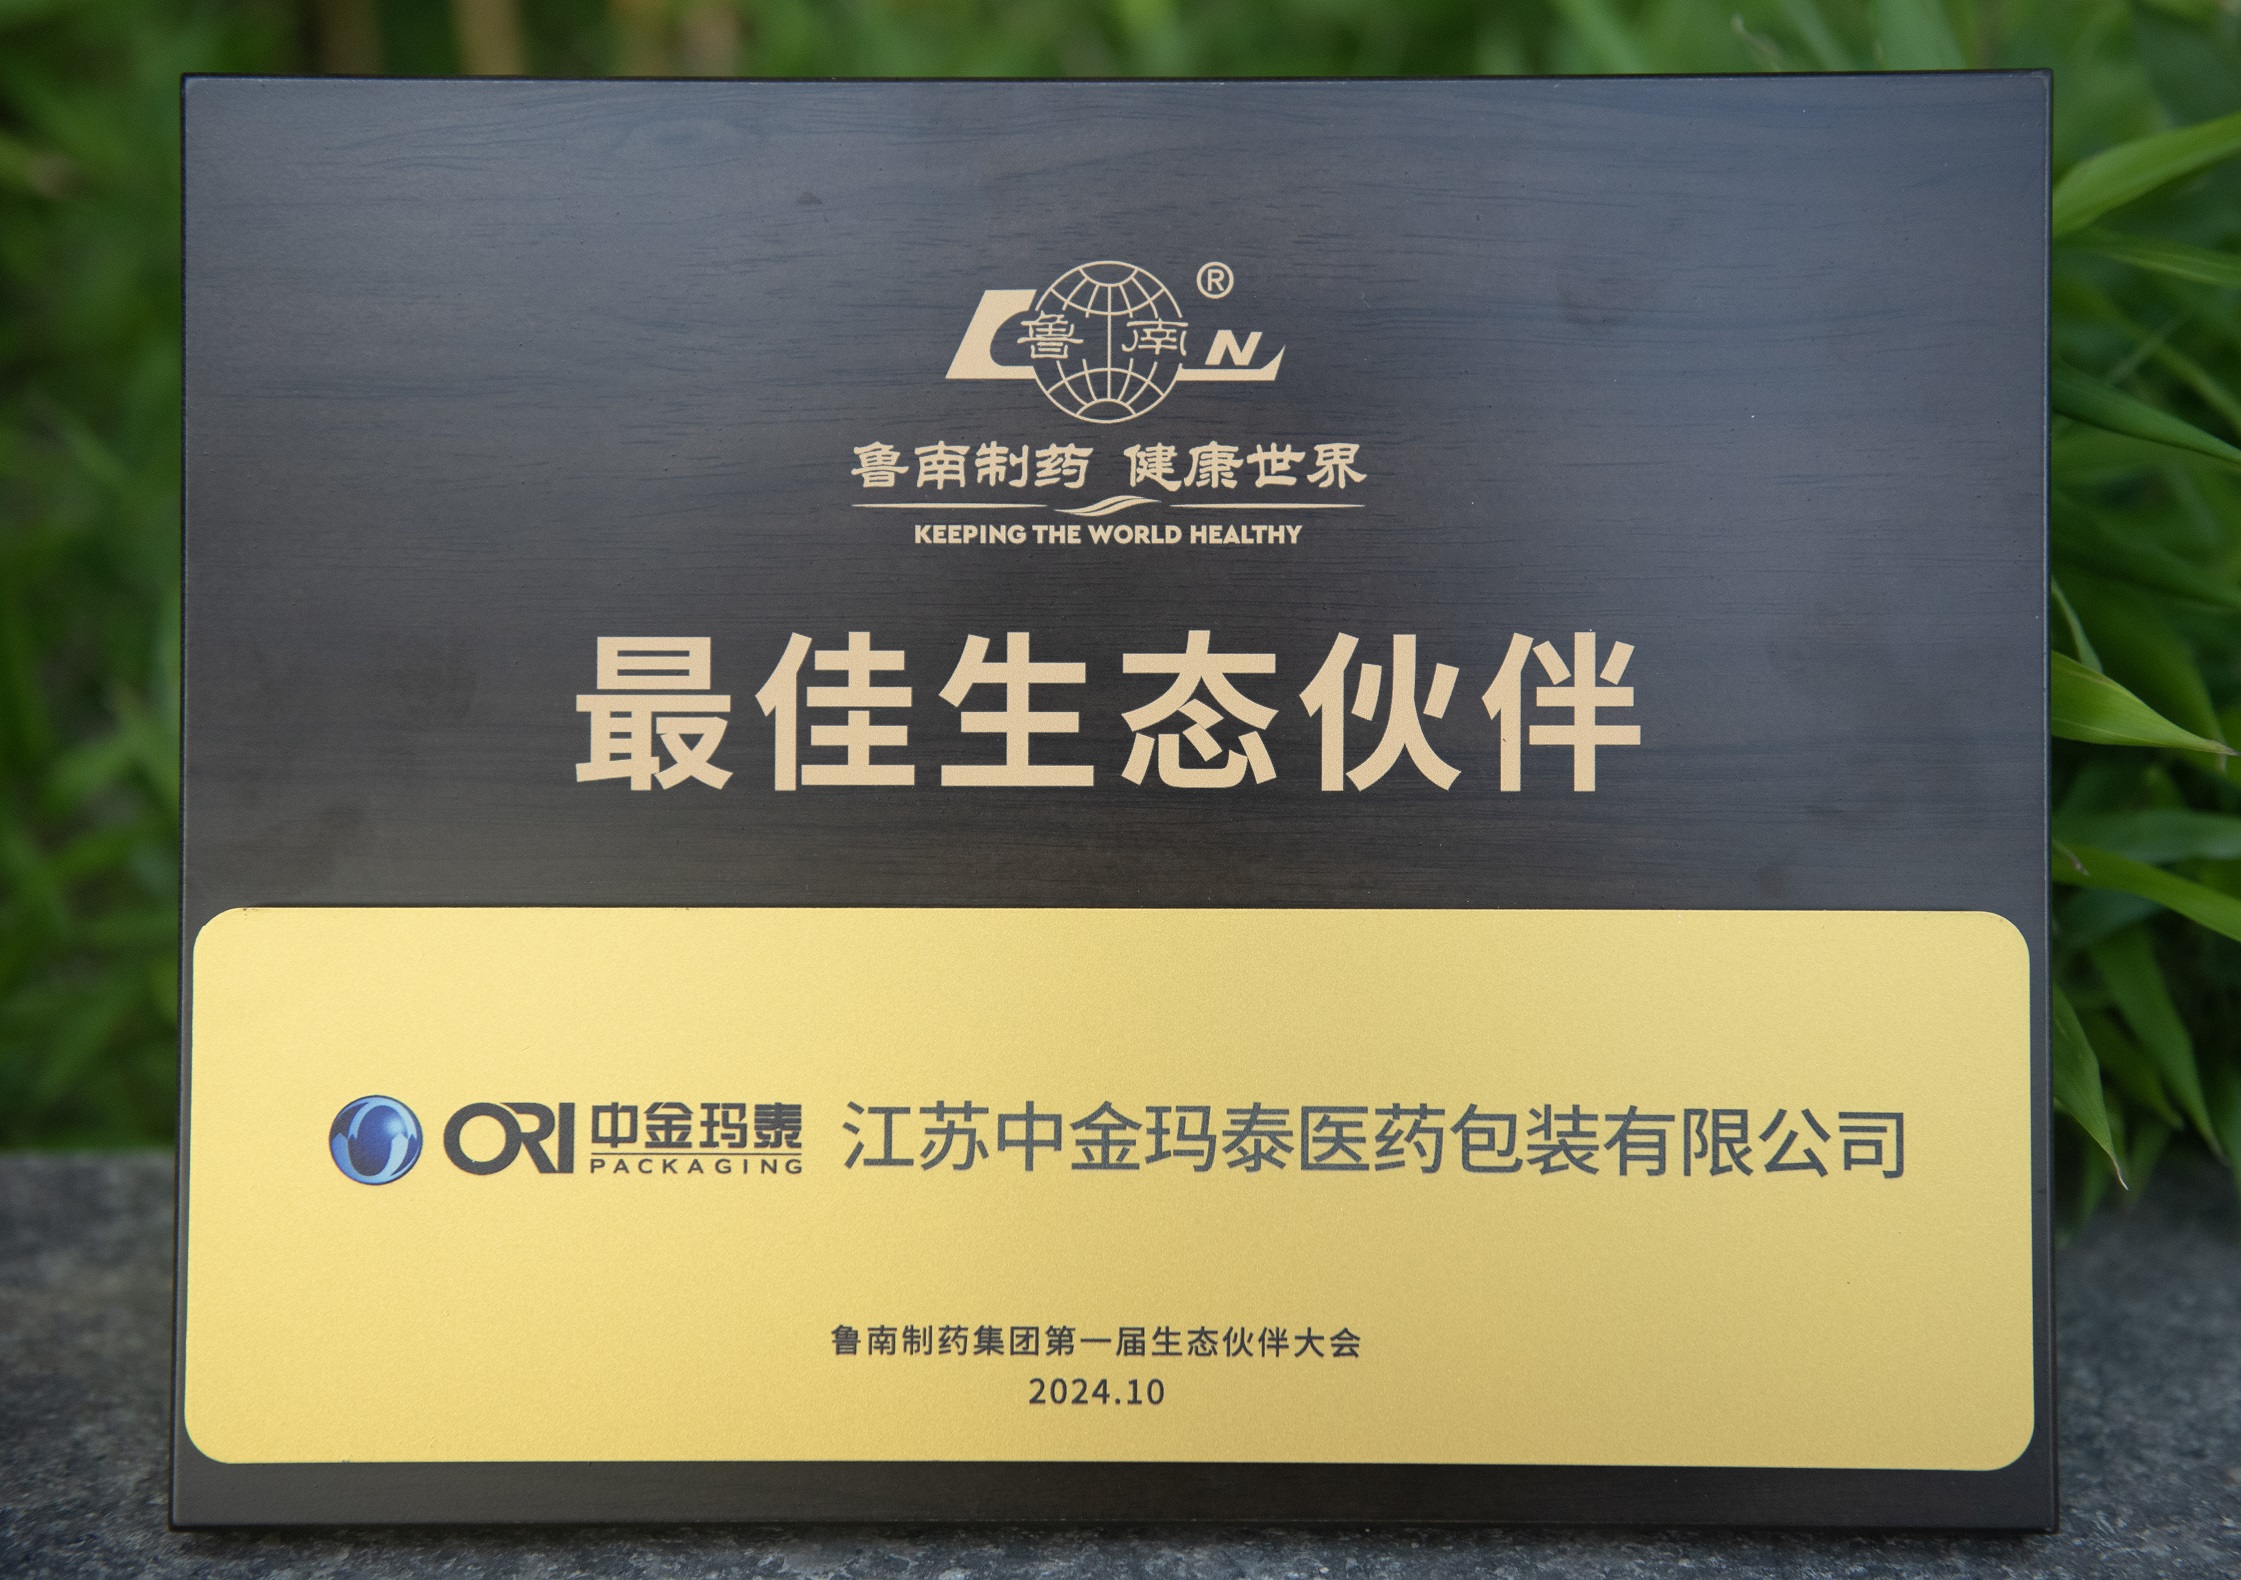 鲁南 N ®
鲁南制药 健康世界
KEEPING THE WORLD HEALTHY
最佳生态伙伴
ORI 中金玛泰 江苏中金玛泰医药包装有限公司
PACKAGING
鲁南制药集团第一届生态伙伴大会
2024.10